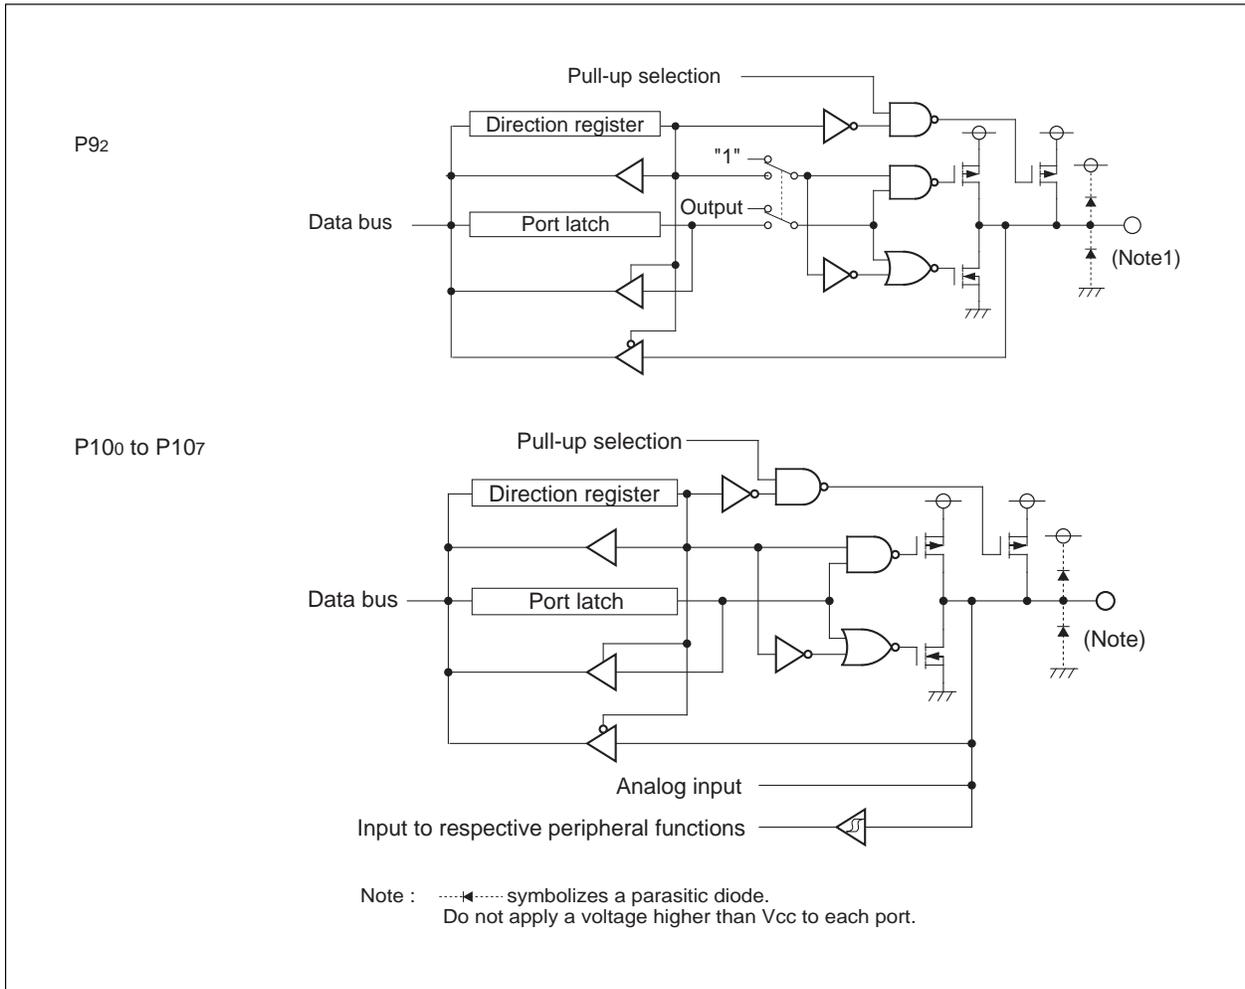 Pull-up selection
Direction register
P92
"1"
Output
Data bus
Port latch
(Note1)
P100 to P107
Pull-up selection
Direction register
Data bus
Port latch
(Note)
Analog input
Input to respective peripheral functions
Note : symbolizes a parasitic diode.
Do not apply a voltage higher than Vcc to each port.